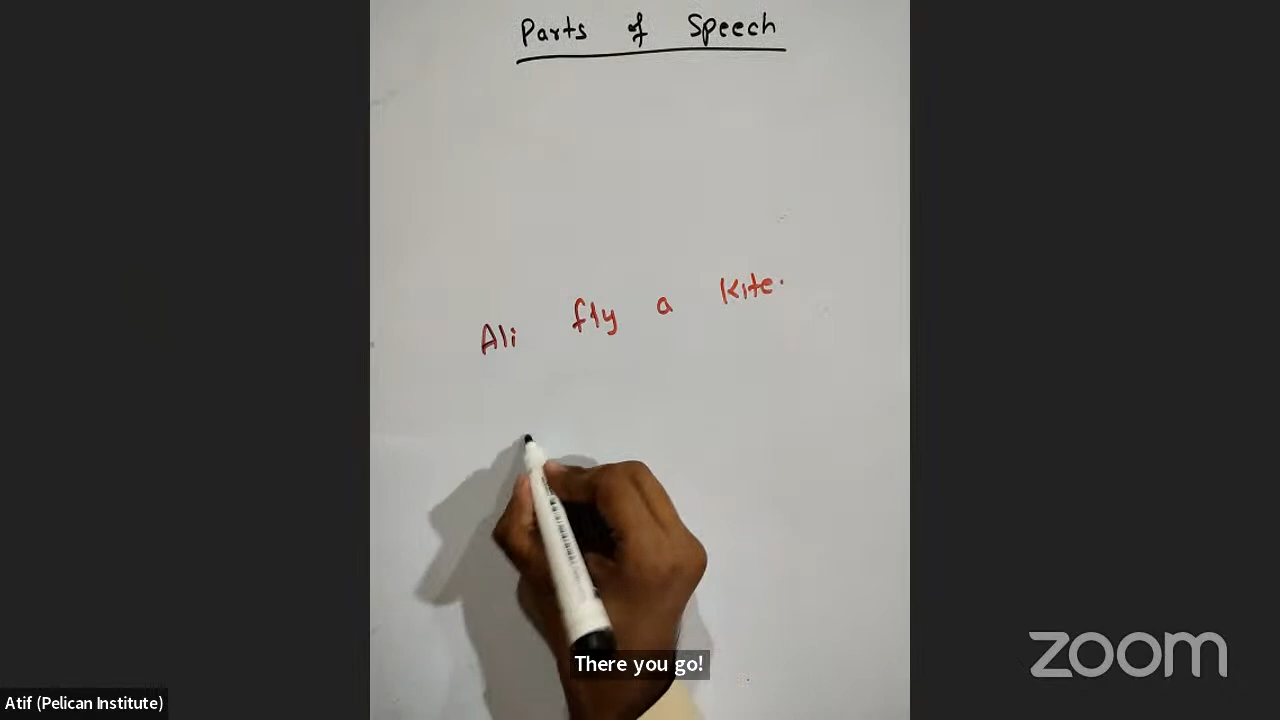 Parts of Speech
Ali fly a kite.
There you go!
Atif (Pelican Institute)
zoom